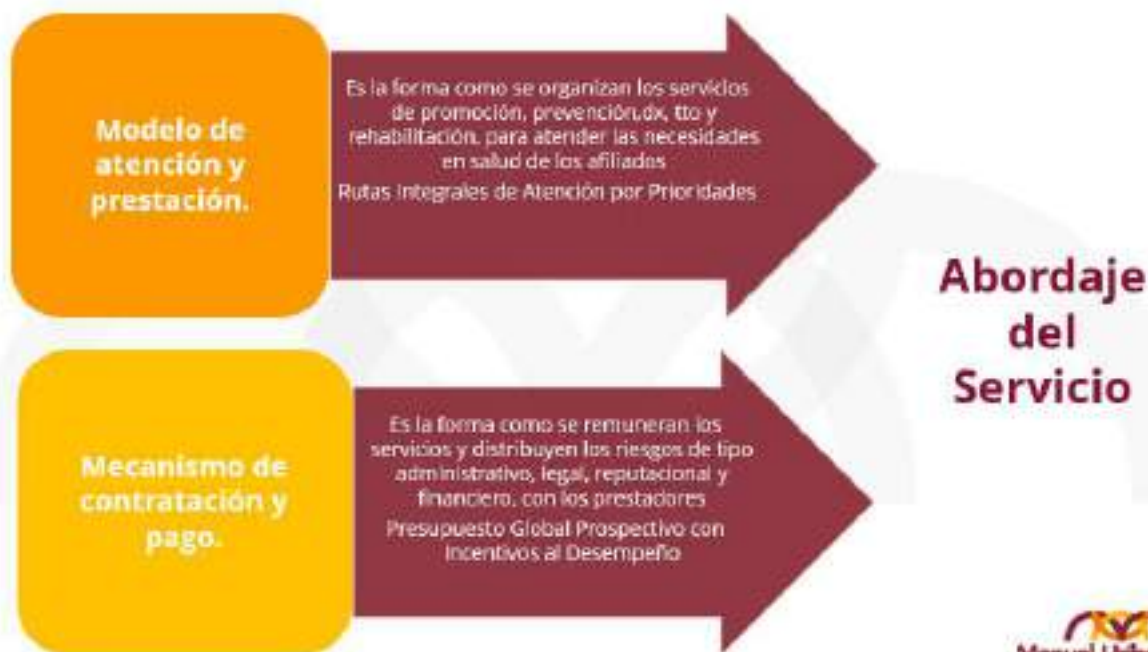 Modelo de
atención y
prestación.
Es la forma como se organizan los servicios
de promoción, prevención,dx, tto y
rehabilitación, para atender las necesidades
en salud de los afiliados
Rutas Integrales de Atención por Prioridades
Abordaje
del
Servicio
Mecanismo de
contratación y
pago.
Es la forma como se remuneran los
servicios y distribuyen los riesgos de tipo
administrativo, legal, reputacional y
financiero, con los prestadores
Presupuesto Global Prospectivo con
Incentivos al Desempeño
Manuel